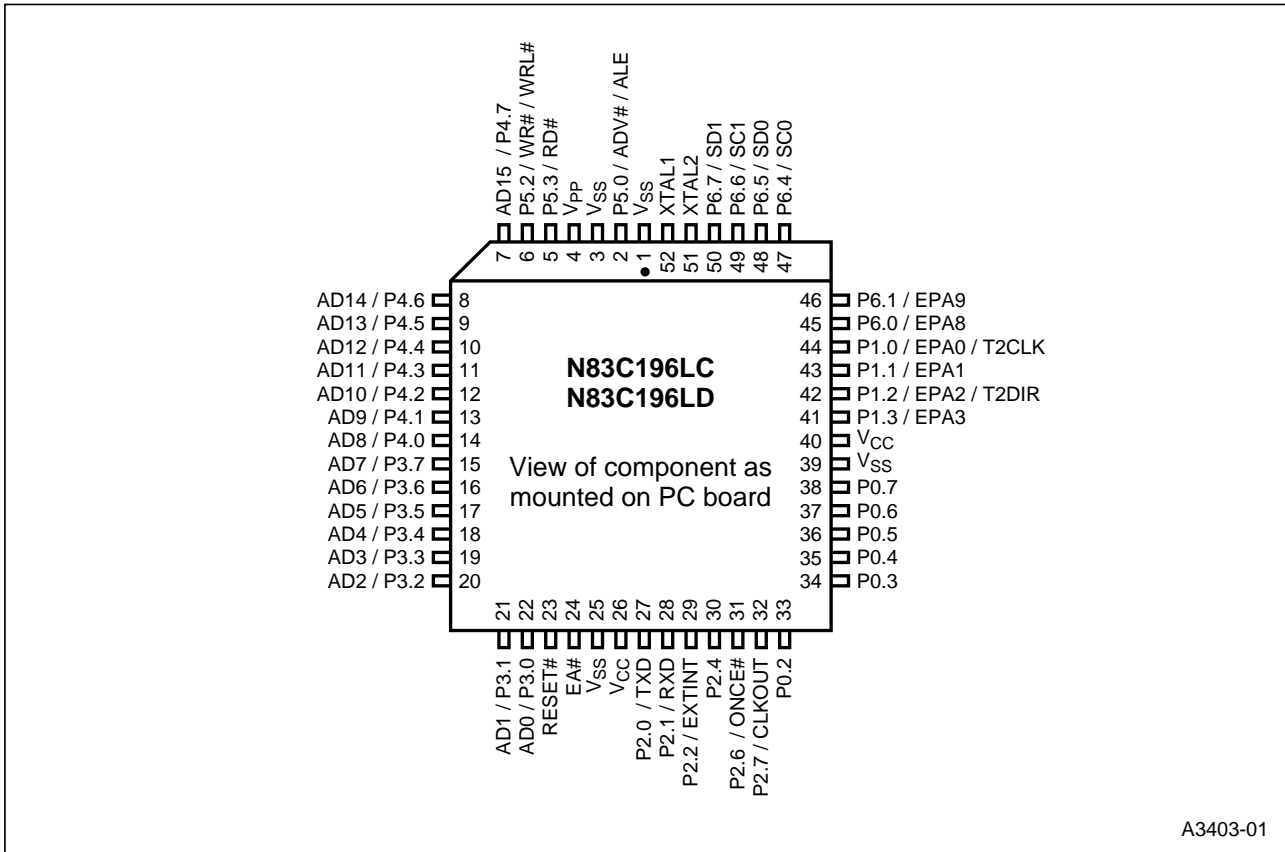 AD15 / P4.7
P5.2 / WR# / WRL#
P5.3 / RD#
VPP
VSS
P5.0 / ADV# / ALE
VSS
XTAL1
XTAL2
P6.7 / SD1
P6.6 / SC1
P6.5 / SD0
P6.4 / SC0
7
6
5
4
3
2
1
52
51
50
49
48
47
AD14 / P4.6 8
AD13 / P4.5 9
AD12 / P4.4 10
AD11 / P4.3 11
AD10 / P4.2 12
AD9 / P4.1 13
AD8 / P4.0 14
AD7 / P3.7 15
AD6 / P3.6 16
AD5 / P3.5 17
AD4 / P3.4 18
AD3 / P3.3 19
AD2 / P3.2 20
N83C196LC
N83C196LD
View of component as
mounted on PC board
46 P6.1 / EPA9
45 P6.0 / EPA8
44 P1.0 / EPA0 / T2CLK
43 P1.1 / EPA1
42 P1.2 / EPA2 / T2DIR
41 P1.3 / EPA3
40 VCC
39 VSS
38 P0.7
37 P0.6
36 P0.5
35 P0.4
34 P0.3
21
22
23
24
25
26
27
28
29
30
31
32
33
AD1 / P3.1
AD0 / P3.0
RESET#
EA#
VSS
VCC
P2.0 / TXD
P2.1 / RXD
P2.2 / EXTINT
P2.4
P2.6 / ONCE#
P2.7 / CLKOUT
P0.2
A3403-01